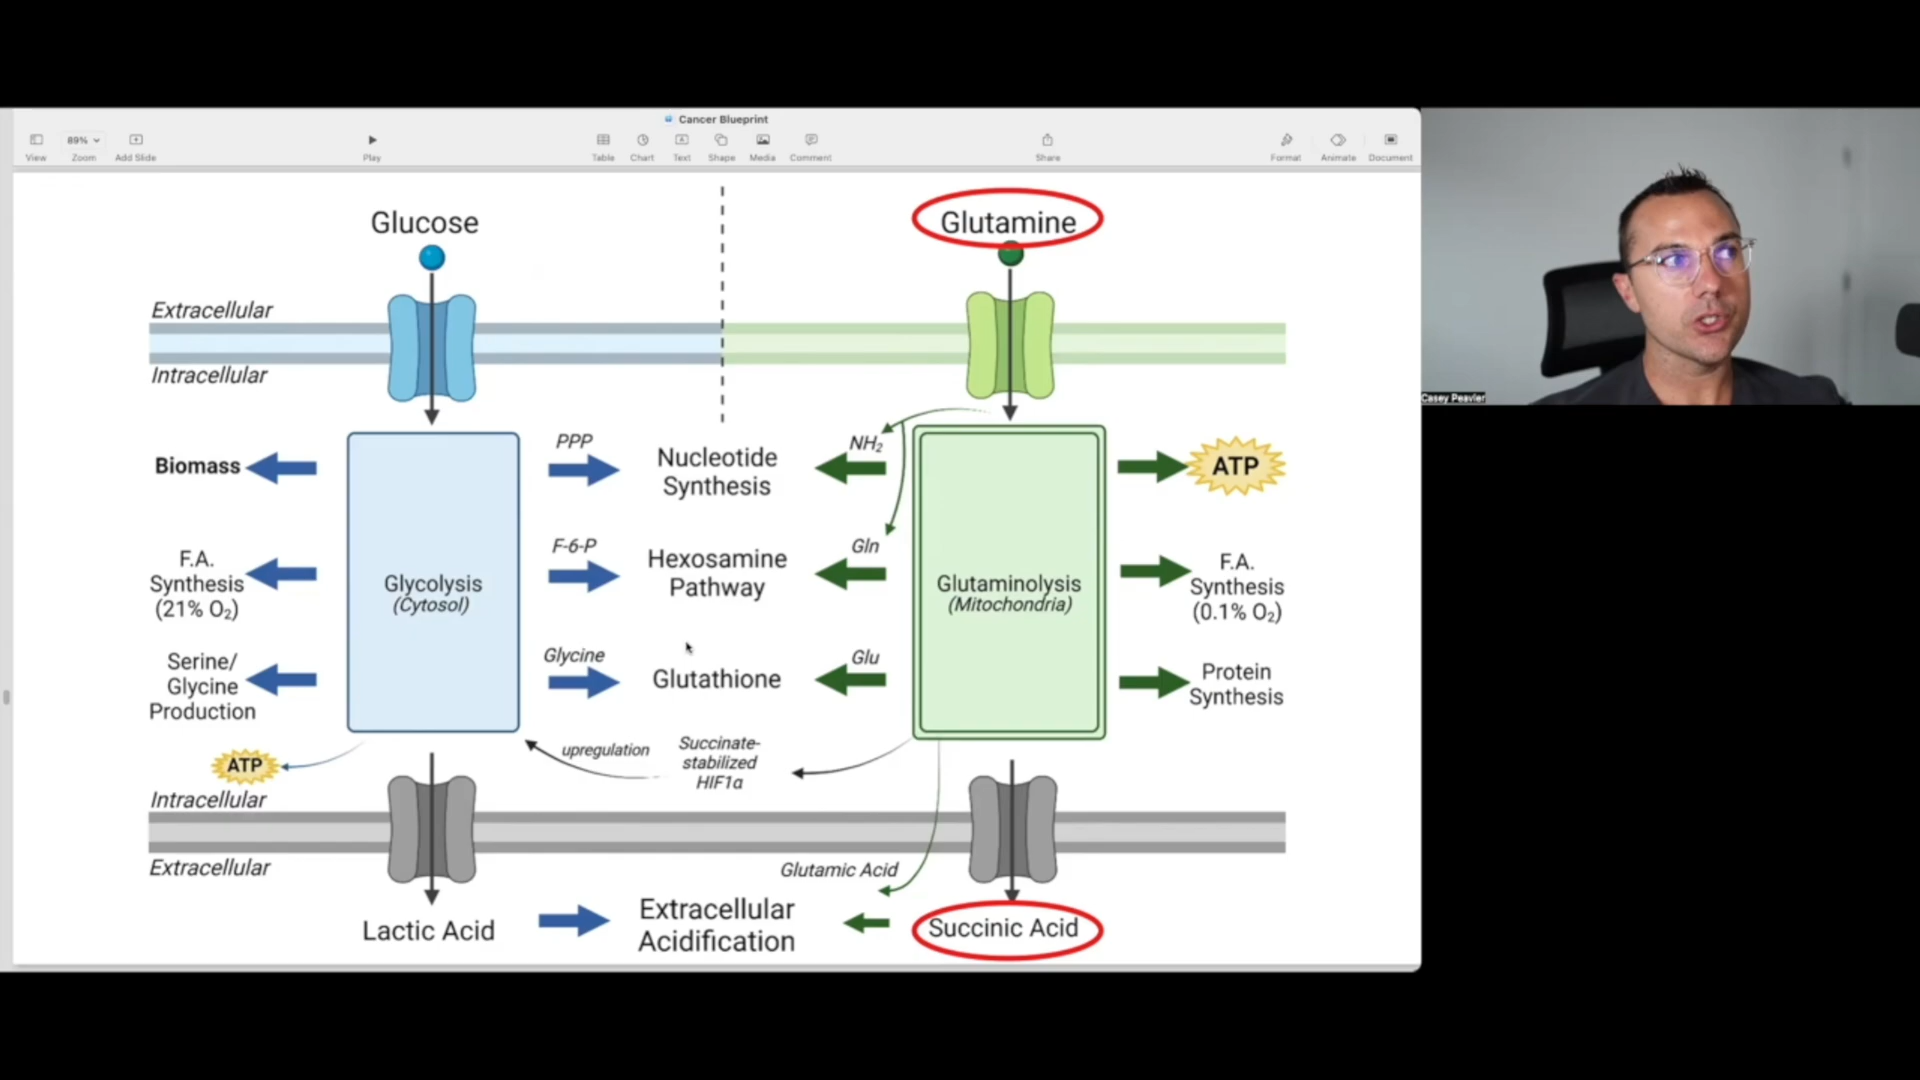 Cancer Blueprint
89%
View
Zoom
Add Slide
Play
Table
Chart
Text
Shape
Media
Comment
Share
Format
Animate
Document
Glucose
Glutamine
Extracellular
Intracellular
Casey Peavler
Biomass
PPP
Nucleotide
Synthesis
NH₂
ATP
F.A.
Synthesis
(21% O₂)
Glycolysis
(Cytosol)
F-6-P
Hexosamine
Pathway
Gln
Glutaminolysis
(Mitochondria)
F.A.
Synthesis
(0.1% O₂)
Serine/
Glycine
Production
Glycine
Glutathione
Glu
Protein
Synthesis
ATP
upregulation
Succinate-
stabilized
HIF1α
Intracellular
Extracellular
Glutamic Acid
Lactic Acid
Extracellular
Acidification
Succinic Acid